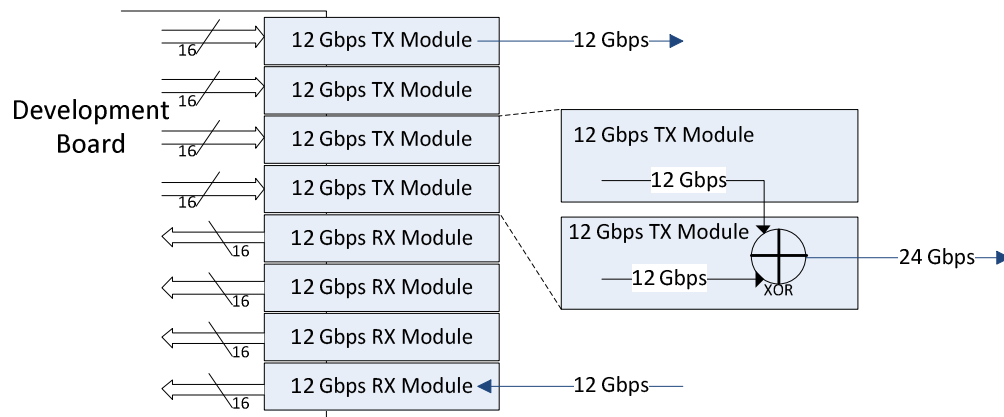 Development
Board
16
12 Gbps TX Module
12 Gbps
16
12 Gbps TX Module
16
12 Gbps TX Module
16
12 Gbps TX Module
16
12 Gbps RX Module
16
12 Gbps RX Module
16
12 Gbps RX Module
16
12 Gbps RX Module
12 Gbps
12 Gbps TX Module
12 Gbps
12 Gbps TX Module
12 Gbps
XOR
24 Gbps